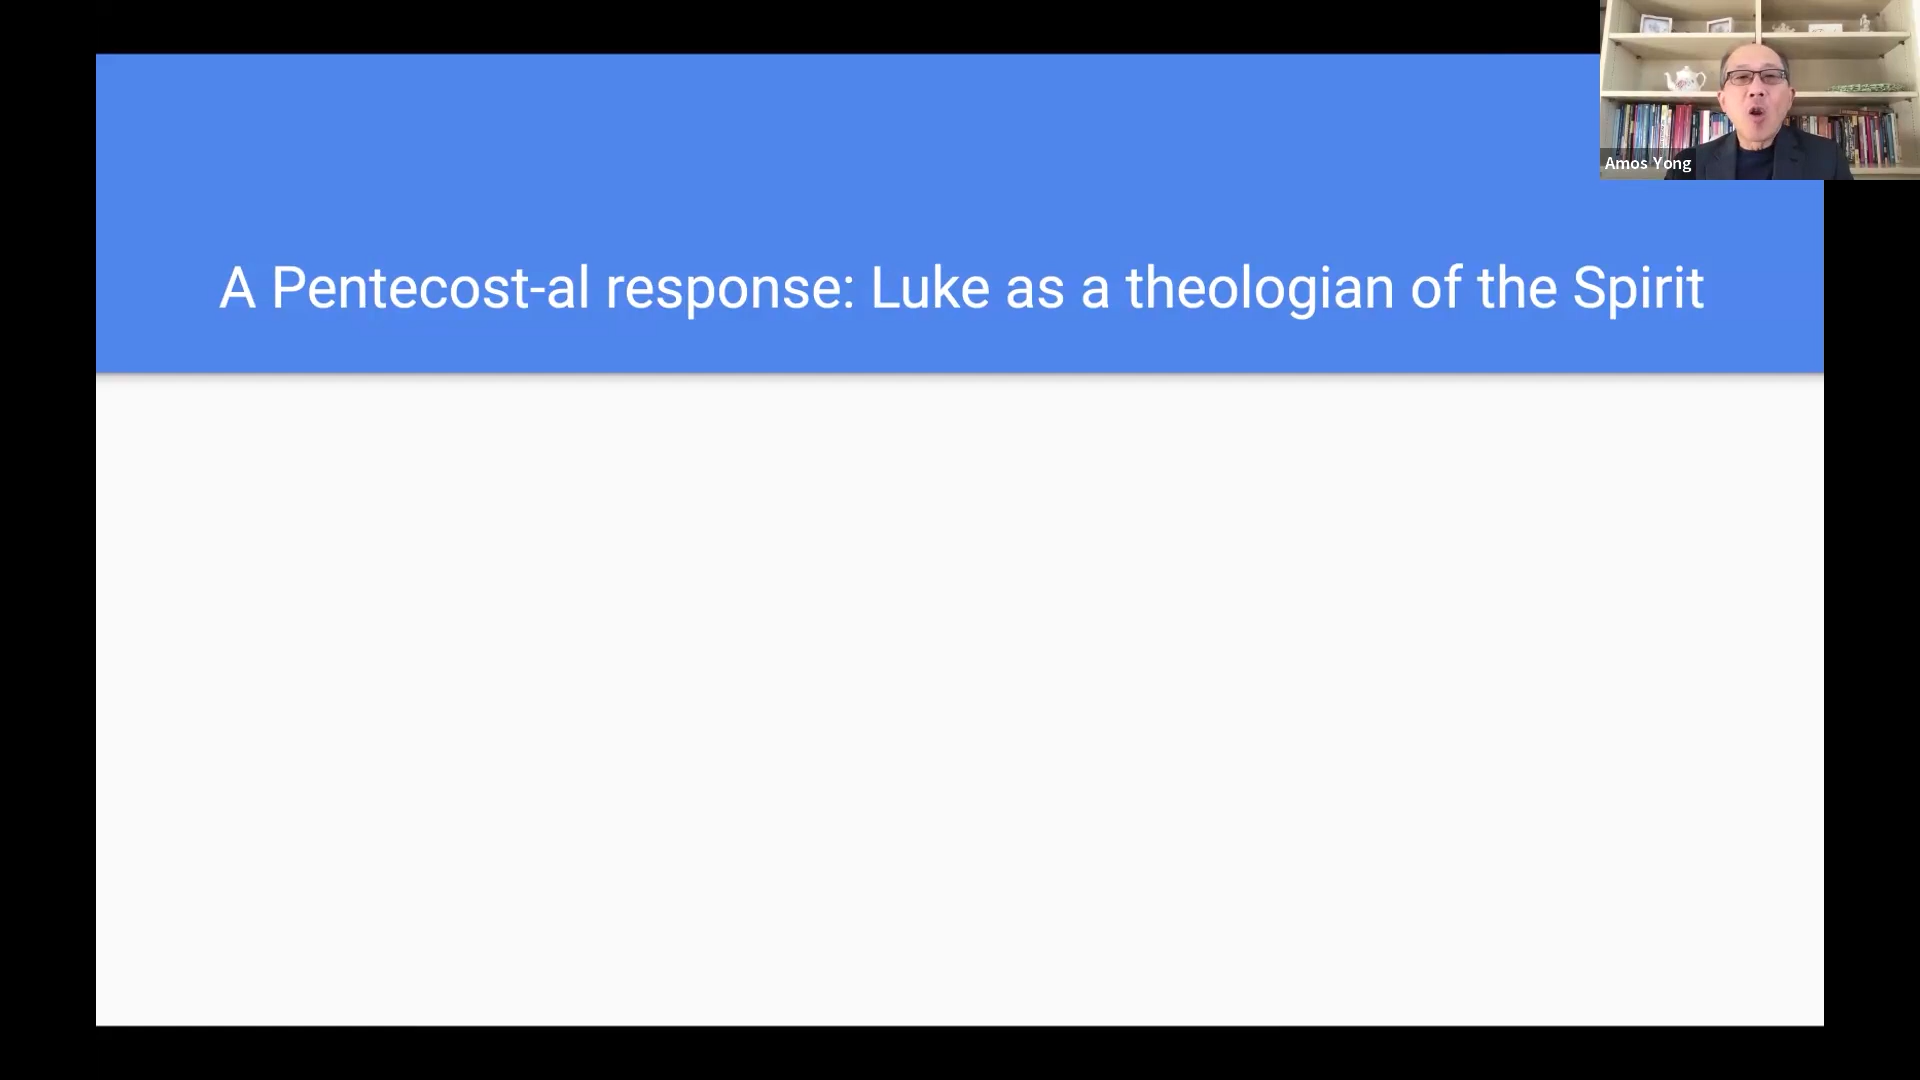 A Pentecost-al response: Luke as a theologian of the Spirit
Amos Yong